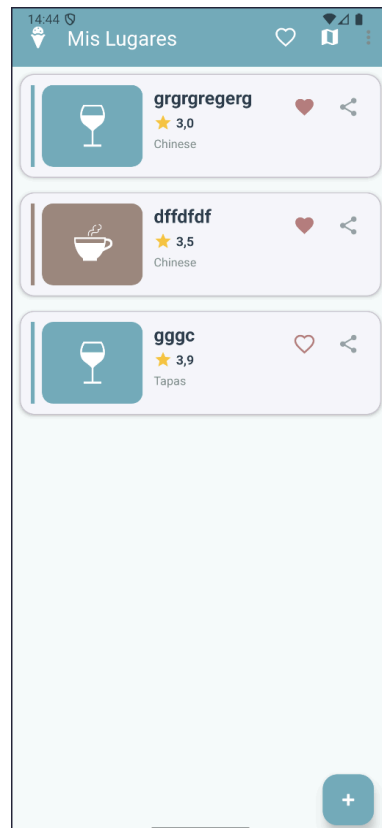 14:44
Mis Lugares
grgrgregerg
3,0
Chinese
dffdfdf
3,5
Chinese
gggc
3,9
Tapas
+